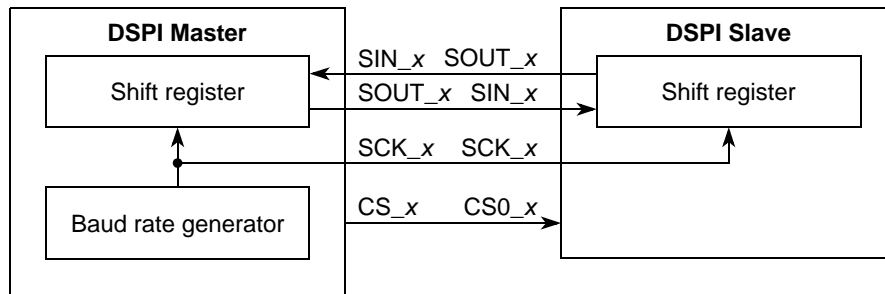 DSPI Master DSPI Slave
SIN_x SOUT_x
Shift register Shift register
SOUT_x SIN_x
SCK_x SCK_x
Baud rate generator CS_x CS0_x